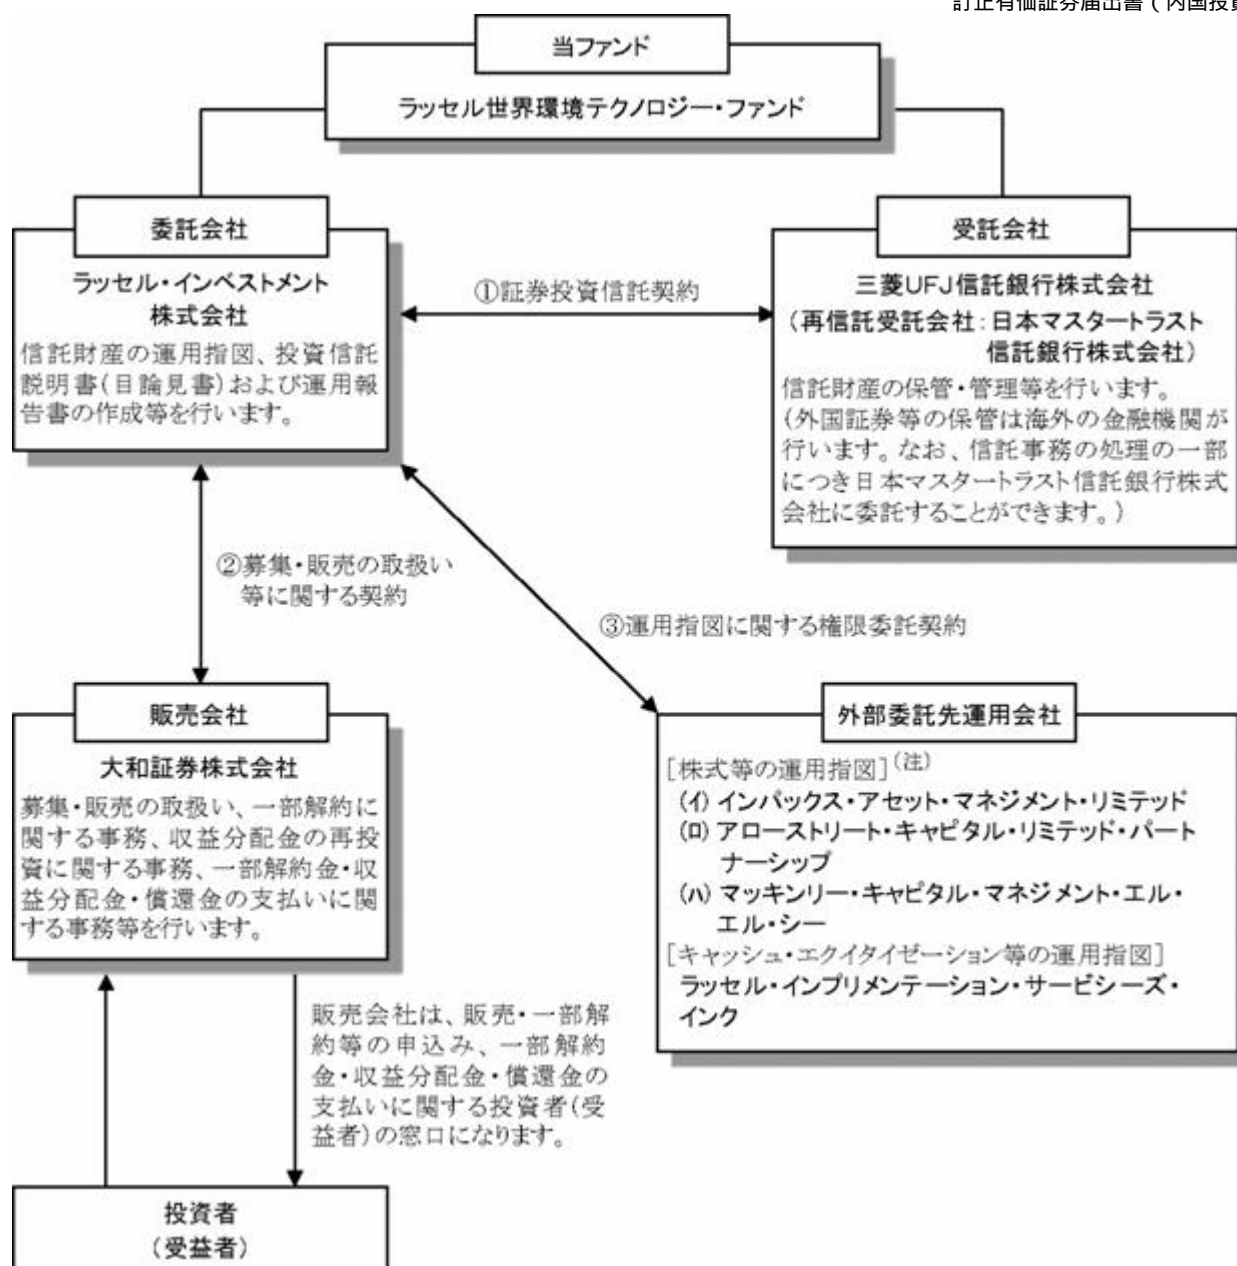 訂正有価証券届出書（内国投資
当ファンド
ラッセル世界環境テクノロジー・ファンド
委託会社
ラッセル・インベストメント
株式会社
信託財産の運用指図、投資信託
説明書(目論見書)および運用報
告書の作成等を行います。
①証券投資信託契約
受託会社
三菱UFJ信託銀行株式会社
(再信託受託会社:日本マスタートラスト
信託銀行株式会社)
信託財産の保管・管理等を行います。
(外国証券等の保管は海外の金融機関が
行います。なお、信託事務の処理の一部
につき日本マスタートラスト信託銀行株式
会社に委託することができます。)
②募集・販売の取扱い
等に関する契約
③運用指図に関する権限委託契約
販売会社
大和証券株式会社
募集・販売の取扱い、一部解約に
関する事務、収益分配金の再投
資に関する事務、一部解約金・収
益分配金・償還金の支払いに関
する事務等を行います。
外部委託先運用会社
[株式等の運用指図](注)
(イ) インパックス・アセット・マネジメント・リミテッド
(ロ) アローストリート・キャピタル・リミテッド・パート
ナーシップ
(ハ) マッキンリー・キャピタル・マネジメント・エル・
エル・シー
[キャッシュ・エクイタイゼーション等の運用指図]
ラッセル・インプリメンテーション・サービシーズ・
インク
販売会社は、販売・一部解
約等の申込み、一部解約
金・収益分配金・償還金の
支払いに関する投資者(受
益者)の窓口になります。
投資者
(受益者)